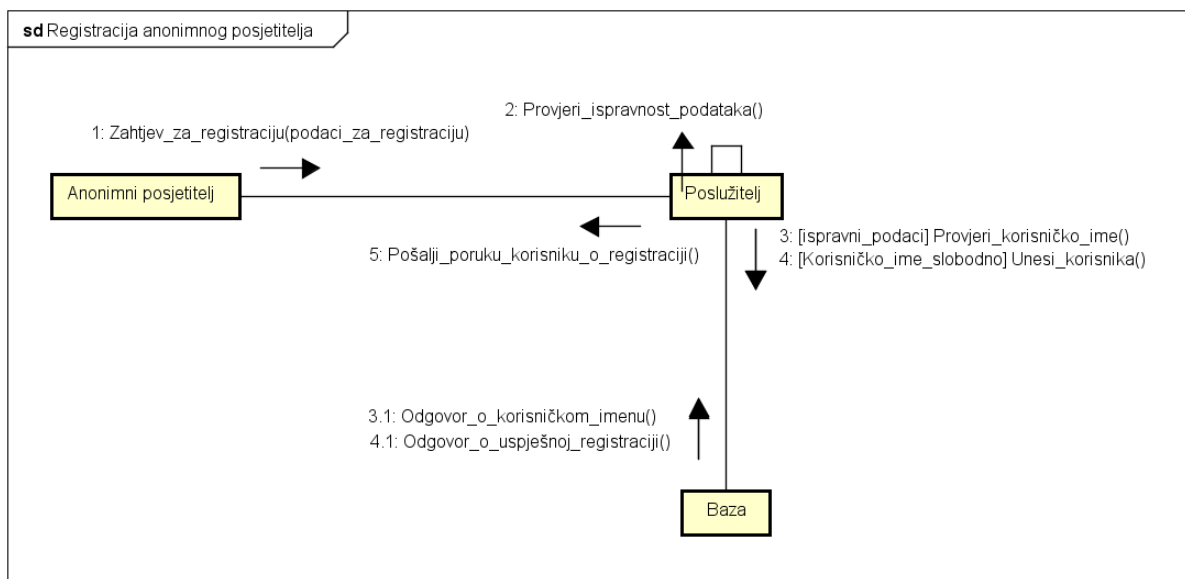 sd Registracija anonimnog posjetitelja
2: Provjeri_ispravnost_podataka()
1: Zahtjev_za_registraciju(podaci_za_registraciju)
Anonimni posjetitelj
Poslužitelj
3: [ispravni_podaci] Provjeri_korisničko_ime()
4: [Korisničko_ime_slobodno] Unesi_korisnika()
5: Pošalji_poruku_korisniku_o_registraciji()
3.1: Odgovor_o_korisničkom_imenu()
4.1: Odgovor_o_uspješnoj_registraciji()
Baza